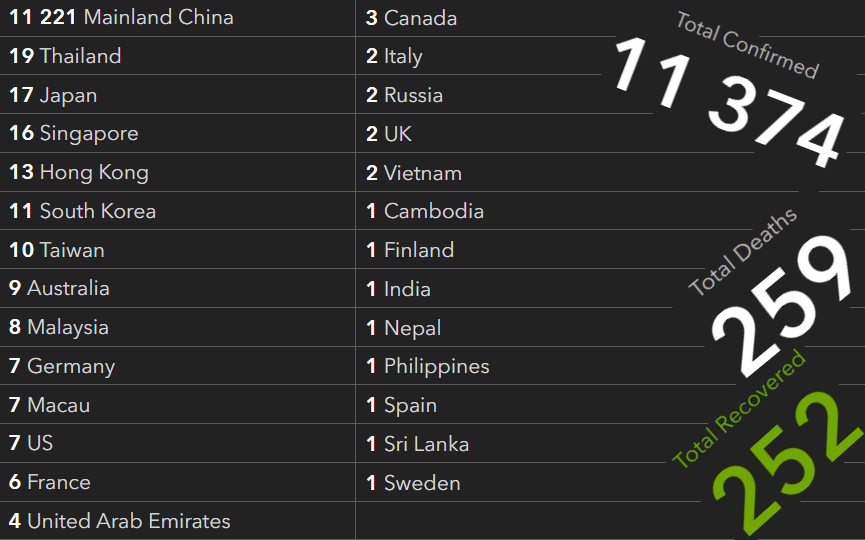 11 221 Mainland China
19 Thailand
17 Japan
16 Singapore
13 Hong Kong
11 South Korea
10 Taiwan
9 Australia
8 Malaysia
7 Germany
7 Macau
7 US
6 France
4 United Arab Emirates
3 Canada
2 Italy
2 Russia
2 UK
2 Vietnam
1 Cambodia
1 Finland
1 India
1 Nepal
1 Philippines
1 Spain
1 Sri Lanka
1 Sweden
Total Confirmed
11 374
Total Deaths
259
Total Recovered
252